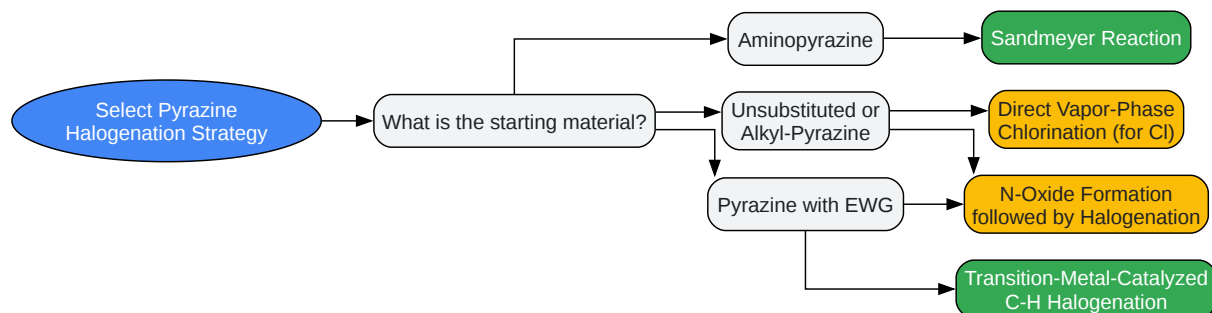 Aminopyrazine
Sandmeyer Reaction
Select Pyrazine
Halogenation Strategy
What is the starting material?
Unsubstituted or
Alkyl-Pyrazine
Direct Vapor-Phase
Chlorination (for Cl)
Pyrazine with EWG
N-Oxide Formation
followed by Halogenation
Transition-Metal-Catalyzed
C-H Halogenation